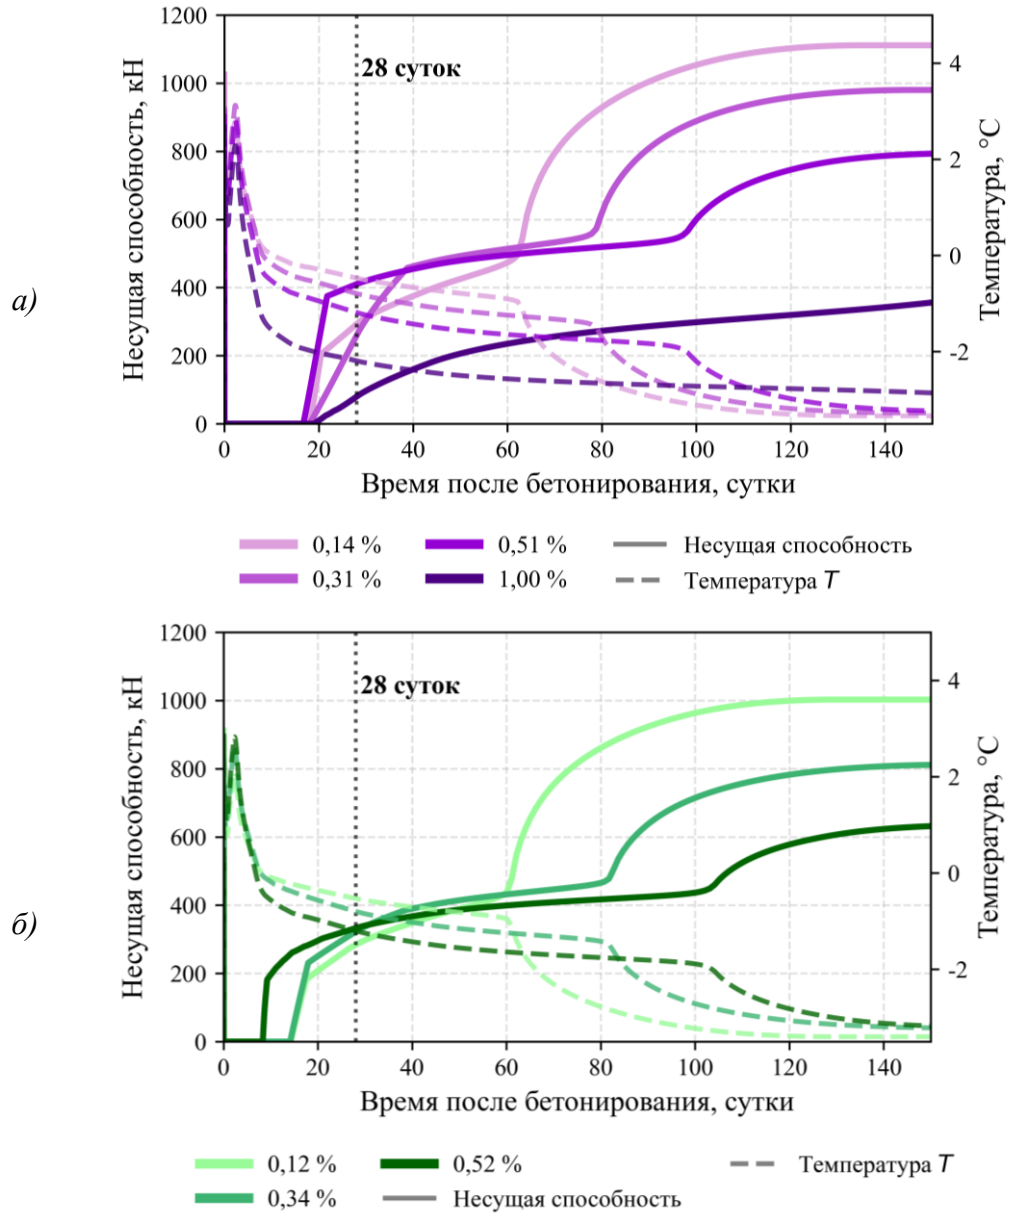 1200
1000
800
600
400
200
0
Несущая способность, кН
28 суток
4
2
0
-2
Температура, °C
а)
0 20 40 60 80 100 120 140
Время после бетонирования, сутки
0,14 % 0,51 % Несущая способность
0,31 % 1,00 % Температура T
1200
1000
800
600
400
200
0
Несущая способность, кН
28 суток
4
2
0
-2
Температура, °C
б)
0 20 40 60 80 100 120 140
Время после бетонирования, сутки
0,12 % 0,52 % Температура T
0,34 % Несущая способность